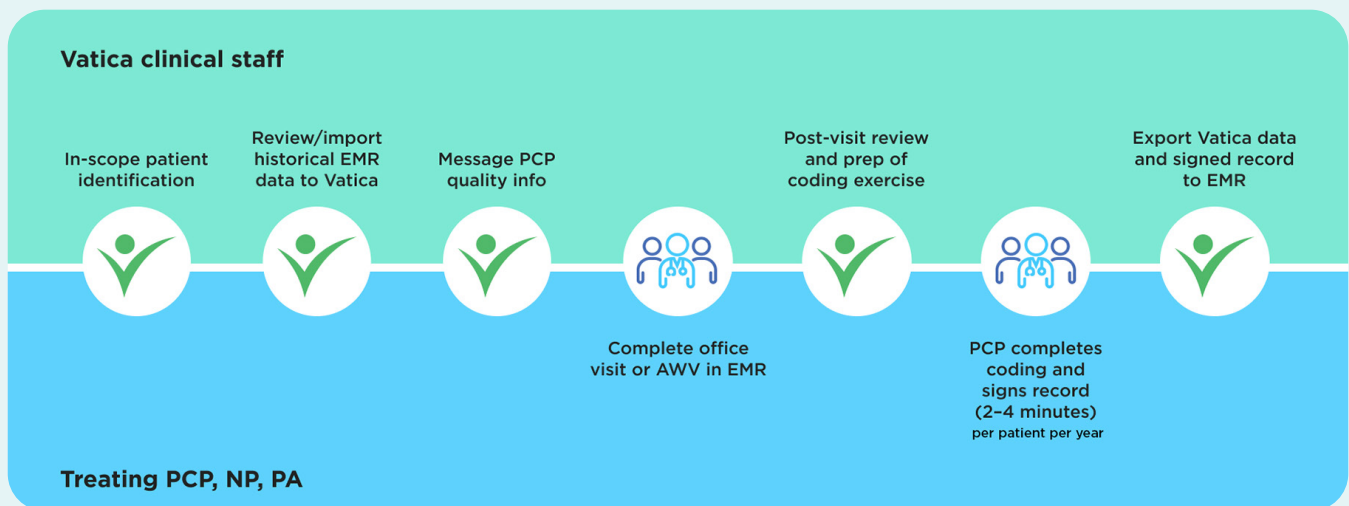 Vatica clinical staff
In-scope patient
identification
Review/import
historical EMR
data to Vatica
Message PCP
quality info
Complete office
visit or AWV in EMR
Post-visit review
and prep of
coding exercise
PCP completes
coding and
signs record
(2–4 minutes)
per patient per year
Export Vatica data
and signed record
to EMR
Treating PCP, NP, PA